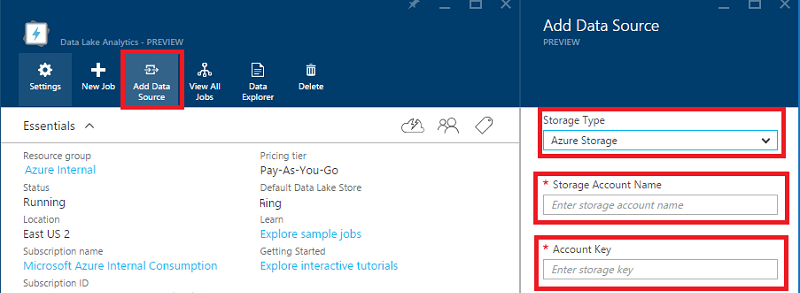 Data Lake Analytics - PREVIEW
Settings
New Job
Add Data
Source
View All
Jobs
Data
Explorer
Delete
Essentials
Resource group
Azure Internal
Status
Running
Location
East US 2
Subscription name
Microsoft Azure Internal Consumption
Subscription ID
Pricing tier
Pay-As-You-Go
Default Data Lake Store
Ring
Learn
Explore sample jobs
Getting Started
Explore interactive tutorials
Add Data Source
PREVIEW
Storage Type
Azure Storage
* Storage Account Name
Enter storage account name
* Account Key
Enter storage key